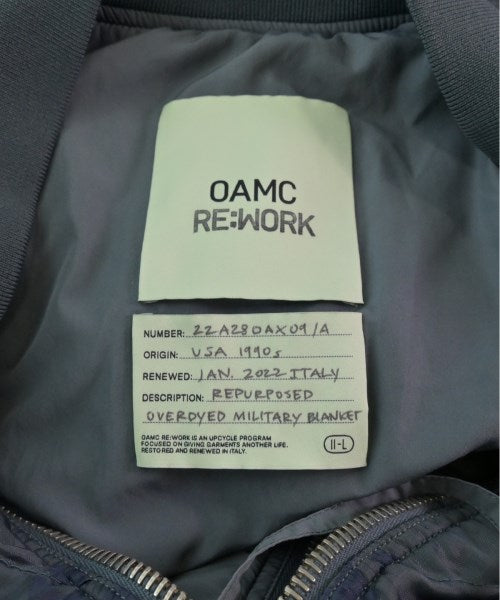 OAMC
RE:WORK
NUMBER: 22A28OAX09/A
ORIGIN: USA 1990s
RENEWED: JAN. 2022 ITALY
DESCRIPTION: REPURPOSED
OVERDYED MILITARY BLANKET
OAMC RE:WORK IS AN UPCYCLE PROGRAM
FOCUSED ON GIVING GARMENTS ANOTHER LIFE.
RESTORED AND RENEWED IN ITALY.
II-L